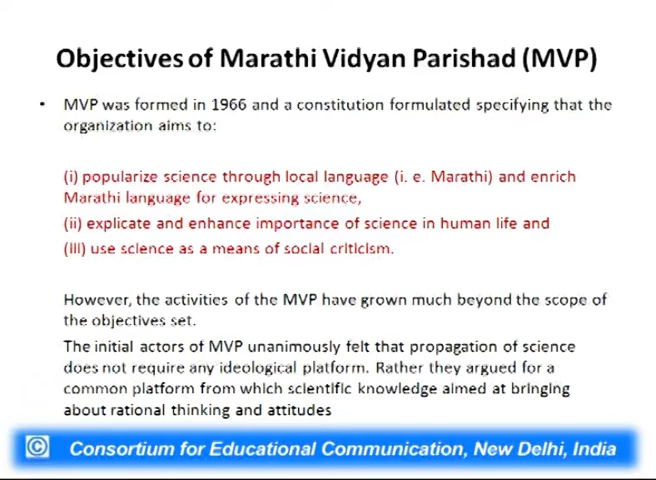 Objectives of Marathi Vidyan Parishad (MVP)
• MVP was formed in 1966 and a constitution formulated specifying that the
organization aims to:
(i) popularize science through local language (i. e. Marathi) and enrich
Marathi language for expressing science,
(ii) explicate and enhance importance of science in human life and
(iii) use science as a means of social criticism.
However, the activities of the MVP have grown much beyond the scope of
the objectives set.
The initial actors of MVP unanimously felt that propagation of science
does not require any ideological platform. Rather they argued for a
common platform from which scientific knowledge aimed at bringing
about rational thinking and attitudes
© Consortium for Educational Communication, New Delhi, India